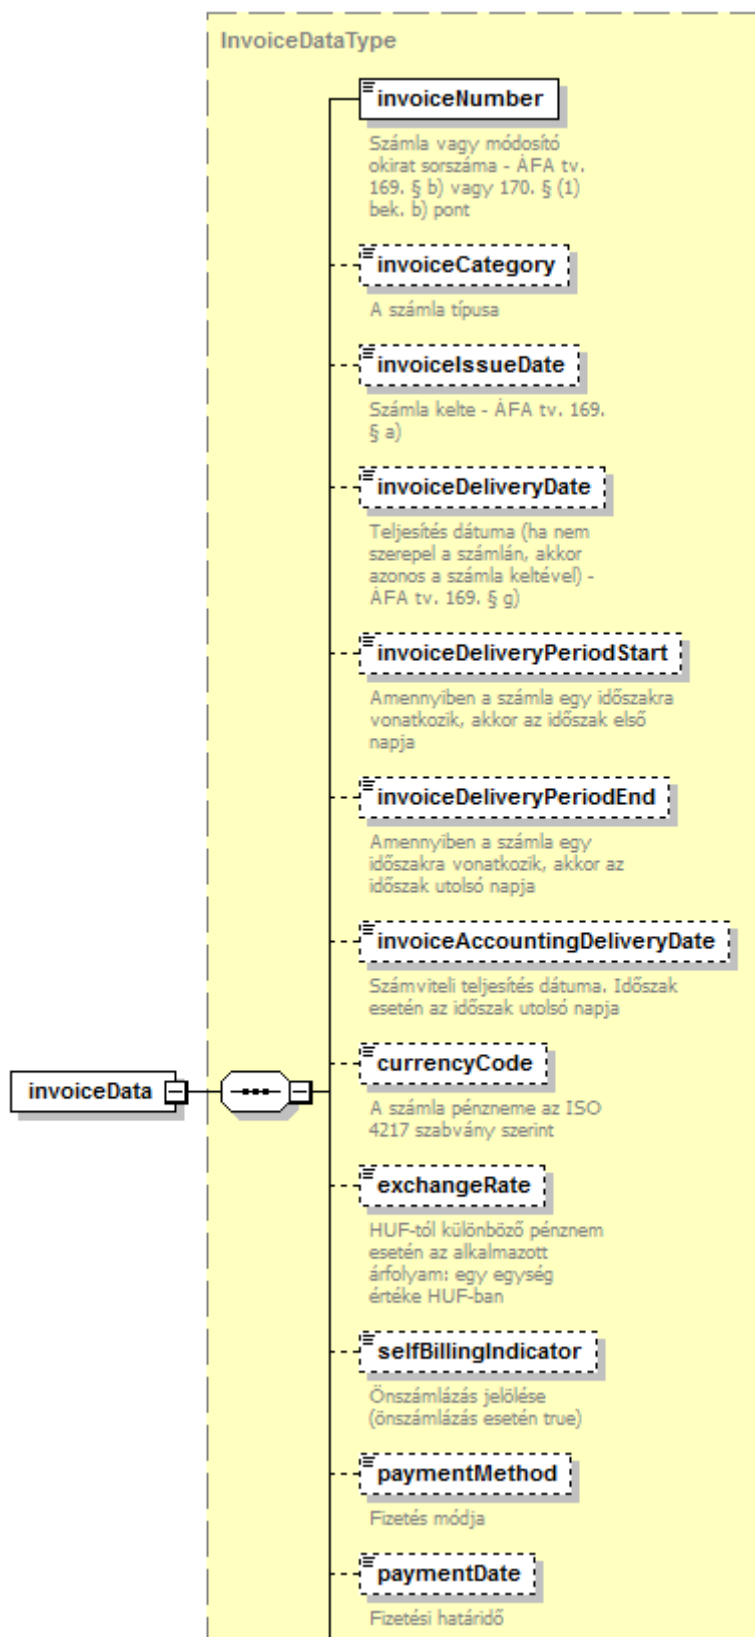 InvoiceDataType
invoiceNumber
Számla vagy módosító
okirat sorszáma - ÁFA tv.
169. § b) vagy 170. § (1)
bek. b) pont
invoiceCategory
A számla típusa
invoiceIssueDate
Számla kelte - ÁFA tv. 169.
§ a)
invoiceDeliveryDate
Teljesítés dátuma (ha nem
szerepel a számlán, akkor
azonos a számla keltével) -
ÁFA tv. 169. § g)
invoiceDeliveryPeriodStart
Amennyiben a számla egy időszakra
vonatkozik, akkor az időszak első
napja
invoiceDeliveryPeriodEnd
Amennyiben a számla egy
időszakra vonatkozik, akkor az
időszak utolsó napja
invoiceAccountingDeliveryDate
Számviteli teljesítés dátuma. Időszak
esetén az időszak utolsó napja
invoiceData
currencyCode
A számla pénzneme az ISO
4217 szabvány szerint
exchangeRate
HUF-tól különböző pénznem
esetén az alkalmazott
árfolyam: egy egység
értéke HUF-ban
selfBillingIndicator
Önszámlázás jelölése
(önszámlázás esetén true)
paymentMethod
Fizetés módja
paymentDate
Fizetési határidő